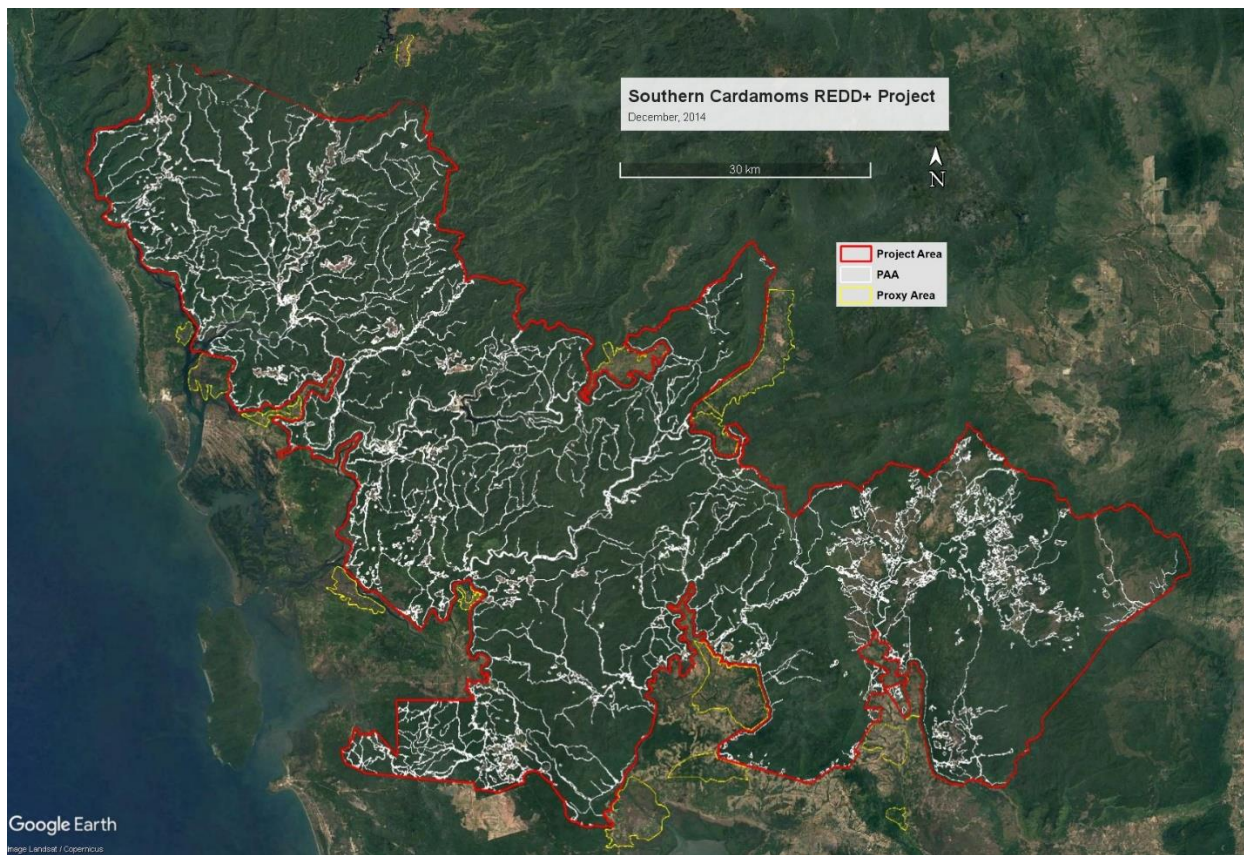 Southern Cardamoms REDD+ Project
December, 2014
30 km
N
Project Area
PAA
Proxy Area
Google Earth
Image Landsat / Copernicus